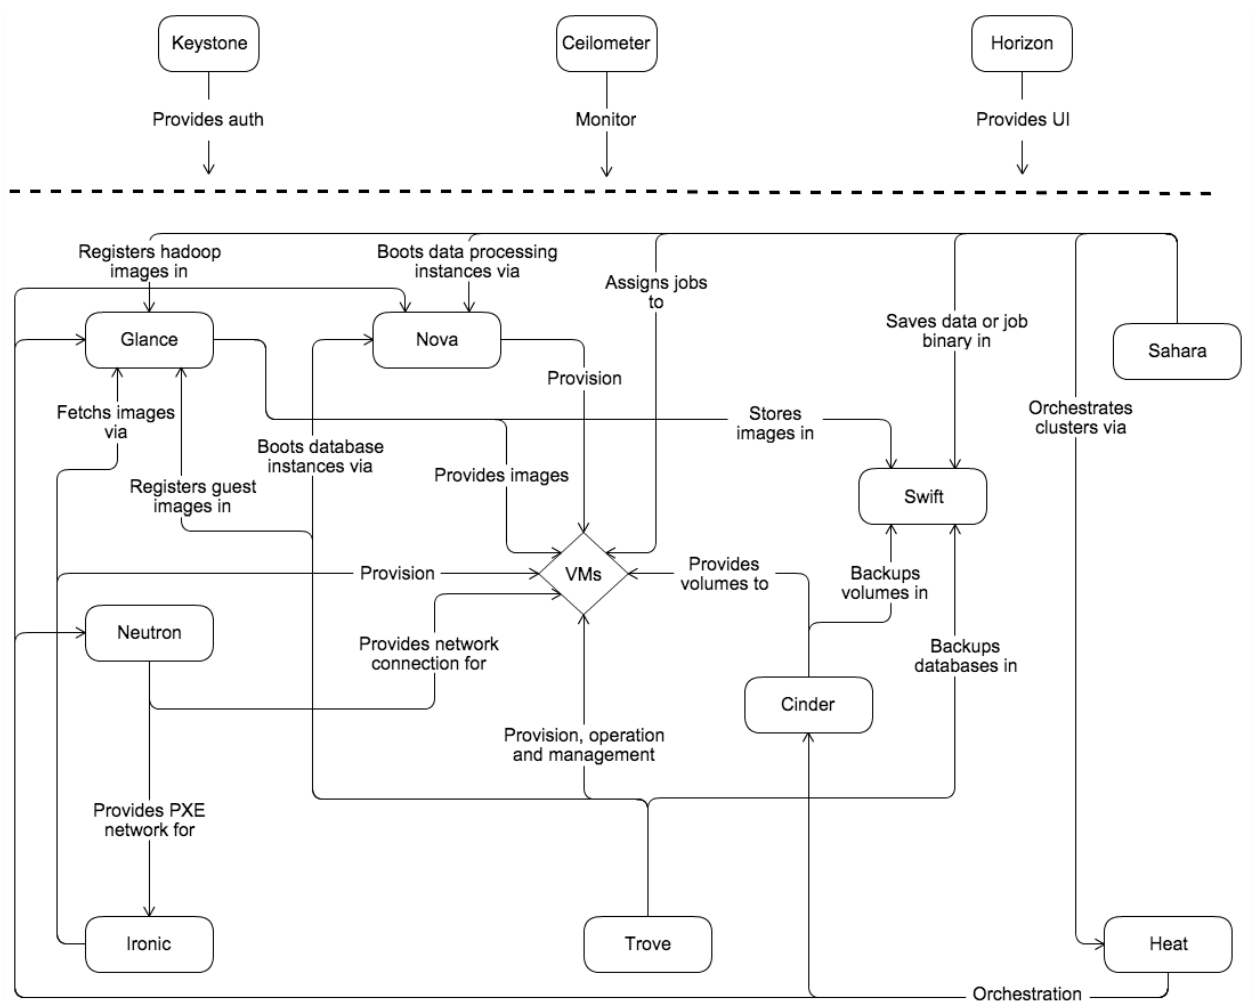 Keystone
Ceilometer
Horizon
Provides auth
Monitor
Provides UI
Registers hadoop
images in
Boots data processing
instances via
Assigns jobs
to
Saves data or job
binary in
Glance
Nova
Sahara
Provision
Fetchs images
via
Stores
images in
Orchestrates
clusters via
Boots database
instances via
Provides images
Registers guest
images in
Swift
Provision
VMs
Provides
volumes to
Backups
volumes in
Neutron
Provides network
connection for
Backups
databases in
Cinder
Provision, operation
and management
Provides PXE
network for
Ironic
Trove
Heat
Orchestration